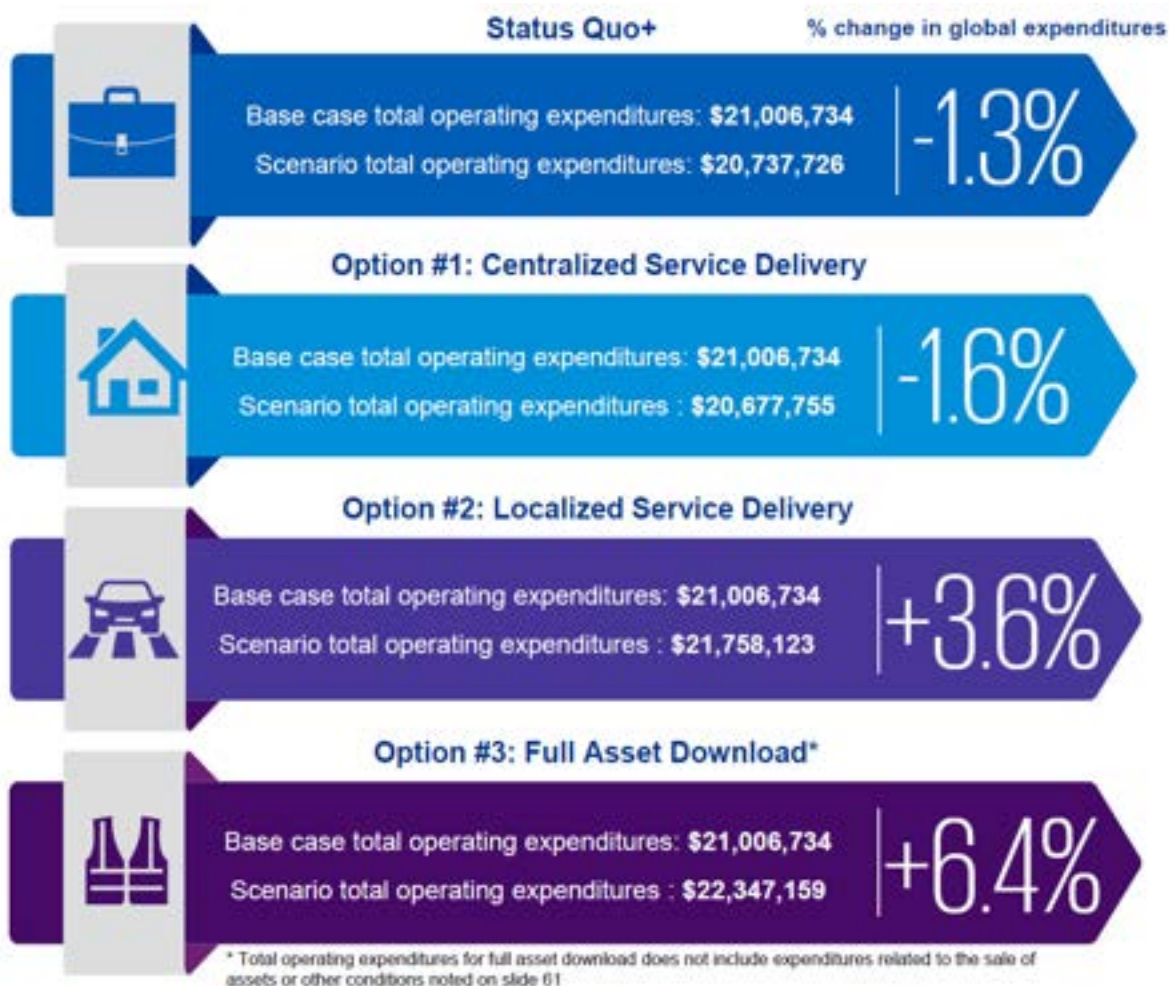 Status Quo+
% change in global expenditures
Base case total operating expenditures: $21,006,734
Scenario total operating expenditures: $20,737,726
-1.3%
Option #1: Centralized Service Delivery
Base case total operating expenditures: $21,006,734
Scenario total operating expenditures : $20,677,755
-1.6%
Option #2: Localized Service Delivery
Base case total operating expenditures: $21,006,734
Scenario total operating expenditures : $21,758,123
+3.6%
Option #3: Full Asset Download*
Base case total operating expenditures: $21,006,734
Scenario total operating expenditures : $22,347,159
+6.4%
* Total operating expenditures for full asset download does not include expenditures related to the sale of
assets or other conditions noted on slide 61